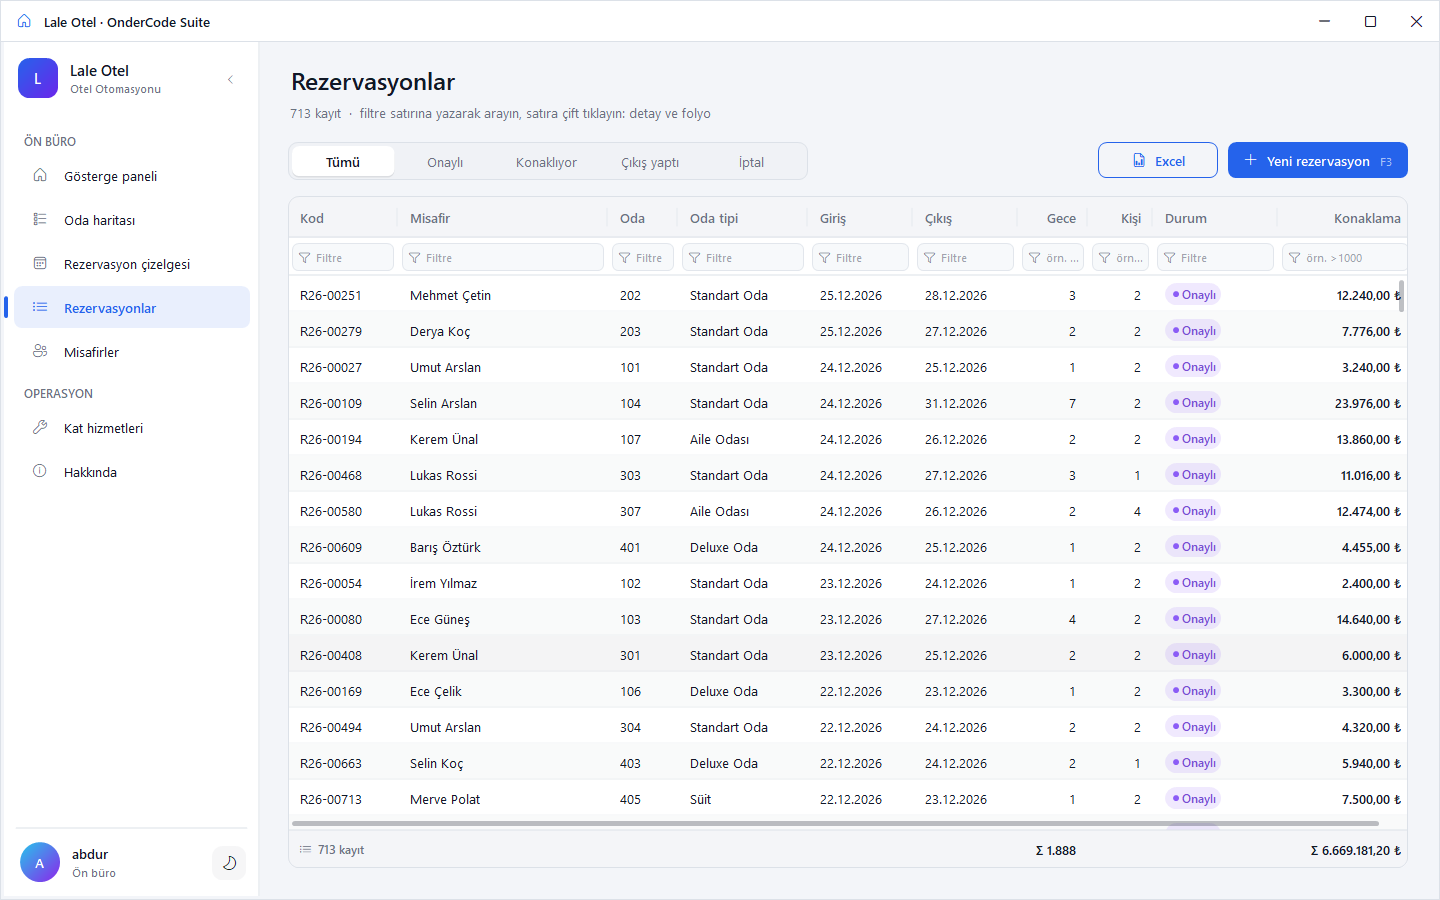 Lale Otel · OnderCode Suite
L
Lale Otel
Otel Otomasyonu
ÖN BÜRO
Gösterge paneli
Oda haritası
Rezervasyon çizelgesi
Rezervasyonlar
Misafirler
OPERASYON
Kat hizmetleri
Hakkında
A
abdur
Ön büro
Rezervasyonlar
713 kayıt · filtre satırına yazarak arayın, satıra çift tıklayın: detay ve folyo
Tümü Onaylı Konaklıyor Çıkış yaptı İptal
Excel
Yeni rezervasyon F3
Kod Misafir Oda Oda tipi Giriş Çıkış Gece Kişi Durum Konaklama
Filtre Filtre Filtre Filtre Filtre Filtre örn. ... örn... Filtre örn. >1000
R26-00251 Mehmet Çetin 202 Standart Oda 25.12.2026 28.12.2026 3 2 Onaylı 12.240,00 ₺
R26-00279 Derya Koç 203 Standart Oda 25.12.2026 27.12.2026 2 2 Onaylı 7.776,00 ₺
R26-00027 Umut Arslan 101 Standart Oda 24.12.2026 25.12.2026 1 2 Onaylı 3.240,00 ₺
R26-00109 Selin Arslan 104 Standart Oda 24.12.2026 31.12.2026 7 2 Onaylı 23.976,00 ₺
R26-00194 Kerem Ünal 107 Aile Odası 24.12.2026 26.12.2026 2 2 Onaylı 13.860,00 ₺
R26-00468 Lukas Rossi 303 Standart Oda 24.12.2026 27.12.2026 3 1 Onaylı 11.016,00 ₺
R26-00580 Lukas Rossi 307 Aile Odası 24.12.2026 26.12.2026 2 4 Onaylı 12.474,00 ₺
R26-00609 Barış Öztürk 401 Deluxe Oda 24.12.2026 25.12.2026 1 2 Onaylı 4.455,00 ₺
R26-00054 İrem Yılmaz 102 Standart Oda 23.12.2026 24.12.2026 1 2 Onaylı 2.400,00 ₺
R26-00080 Ece Güneş 103 Standart Oda 23.12.2026 27.12.2026 4 2 Onaylı 14.640,00 ₺
R26-00408 Kerem Ünal 301 Standart Oda 23.12.2026 25.12.2026 2 2 Onaylı 6.000,00 ₺
R26-00169 Ece Çelik 106 Deluxe Oda 22.12.2026 23.12.2026 1 2 Onaylı 3.300,00 ₺
R26-00494 Umut Arslan 304 Standart Oda 22.12.2026 24.12.2026 2 2 Onaylı 4.320,00 ₺
R26-00663 Selin Koç 403 Deluxe Oda 22.12.2026 24.12.2026 2 1 Onaylı 5.940,00 ₺
R26-00713 Merve Polat 405 Süit 22.12.2026 23.12.2026 1 2 Onaylı 7.500,00 ₺
713 kayıt Σ 1.888 Σ 6.669.181,20 ₺